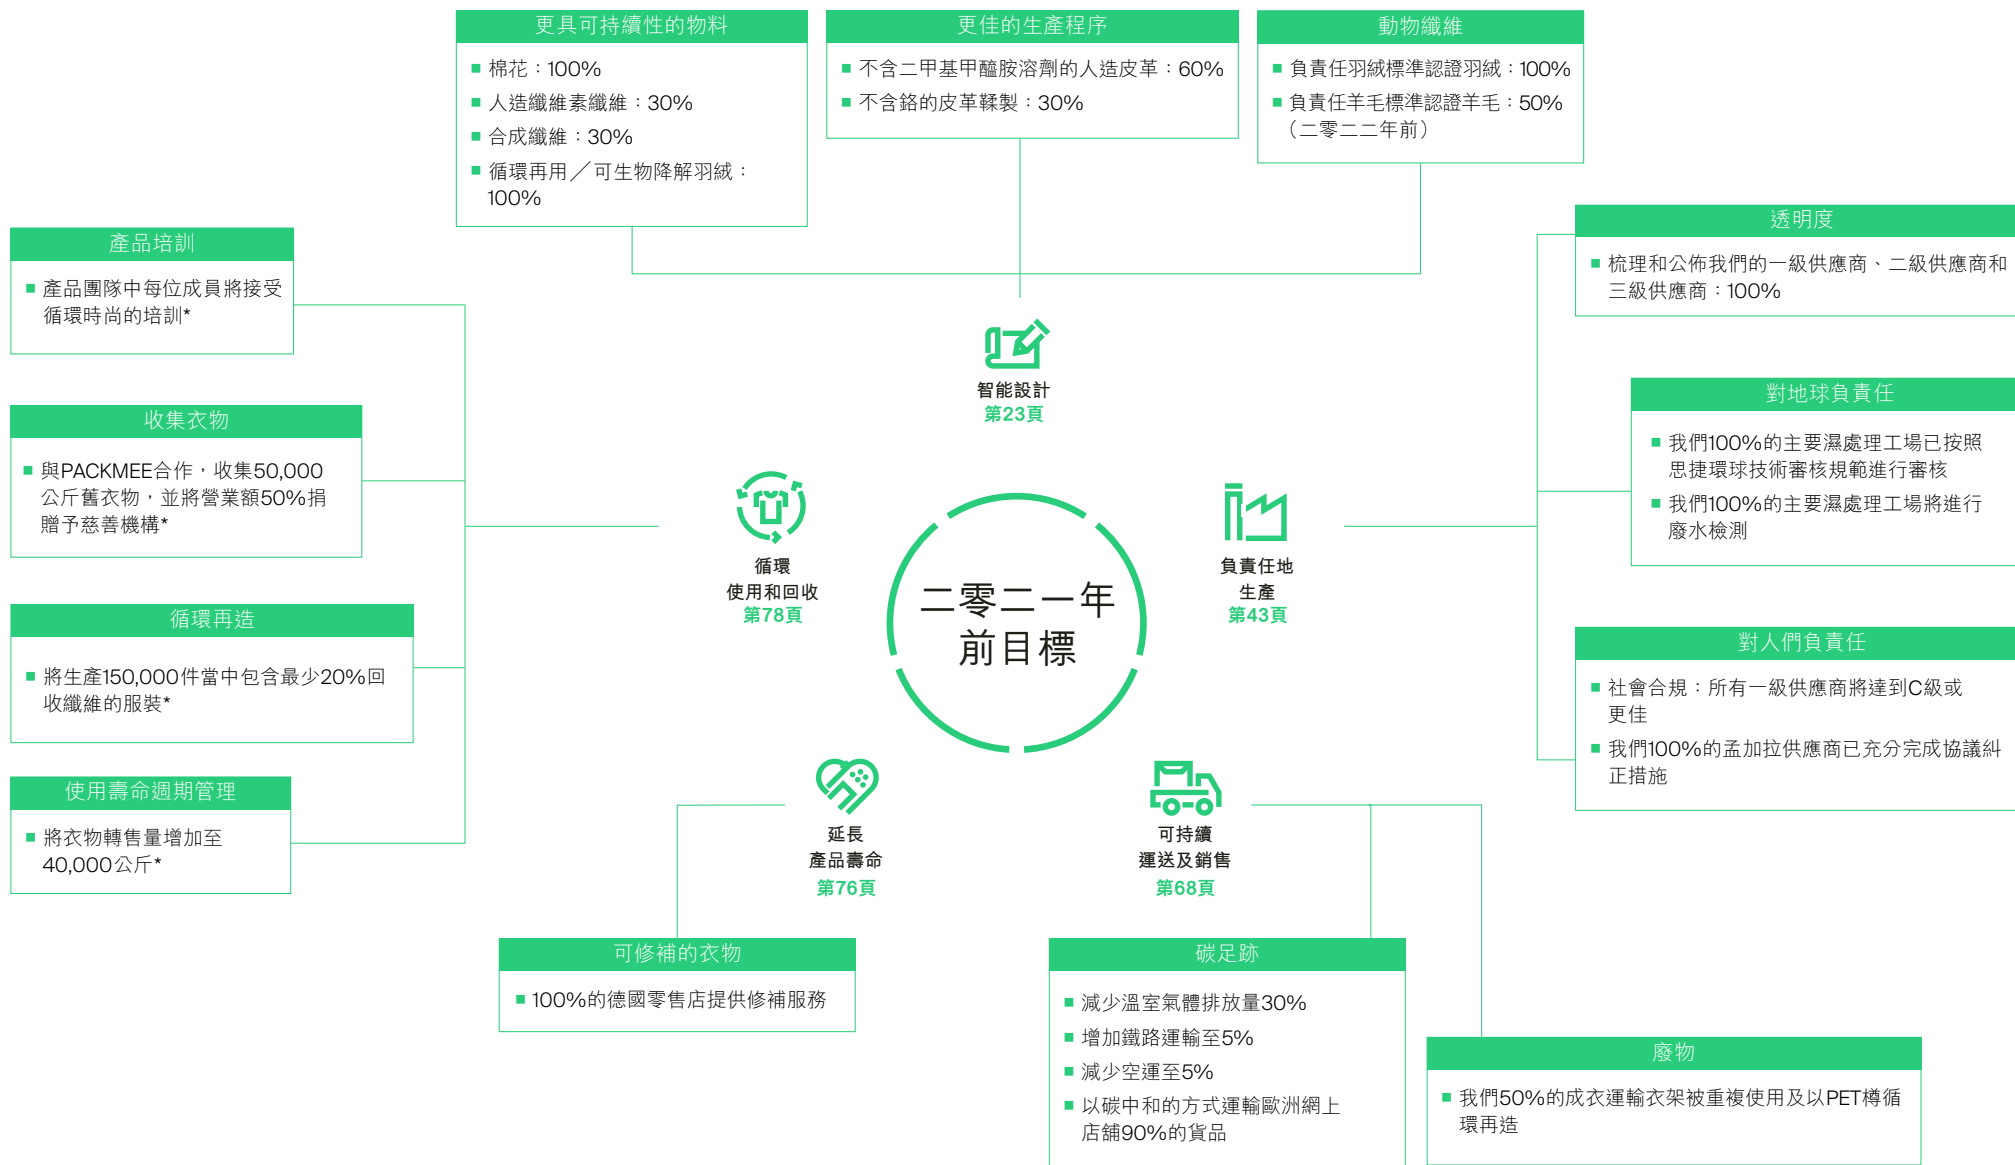 更具可持續性的物料
■ 棉花：100%
■ 人造纖維素纖維：30%
■ 合成纖維：30%
■ 循環再用／可生物降解羽絨：
100%
更佳的生產程序
■ 不含二甲基甲醯胺溶劑的人造皮革：60%
■ 不含鉻的皮革鞣製：30%
動物纖維
■ 負責任羽絨標準認證羽絨：100%
■ 負責任羊毛標準認證羊毛：50%
（二零二二年前）
智能設計
第23頁
透明度
■ 梳理和公佈我們的一級供應商、二級供應商和
三級供應商：100%
對地球負責任
■ 我們100%的主要濕處理工場已按照
思捷環球技術審核規範進行審核
■ 我們100%的主要濕處理工場將進行
廢水檢測
對人們負責任
■ 社會合規：所有一級供應商將達到C級或
更佳
■ 我們100%的孟加拉供應商已充分完成協議糾
正措施
負責任地
生產
第43頁
產品培訓
■ 產品團隊中每位成員將接受
循環時尚的培訓*
收集衣物
■ 與PACKMEE合作，收集50,000
公斤舊衣物，並將營業額50%捐
贈予慈善機構*
循環再造
■ 將生產150,000件當中包含最少20%回
收纖維的服裝*
使用壽命週期管理
■ 將衣物轉售量增加至
40,000公斤*
循環
使用和回收
第78頁
二零二一年
前目標
延長
產品壽命
第76頁
可持續
運送及銷售
第68頁
可修補的衣物
■ 100%的德國零售店提供修補服務
碳足跡
■ 減少溫室氣體排放量30%
■ 增加鐵路運輸至5%
■ 減少空運至5%
■ 以碳中和的方式運輸歐洲網上
店舖90%的貨品
廢物
■ 我們50%的成衣運輸衣架被重複使用及以PET樽循
環再造